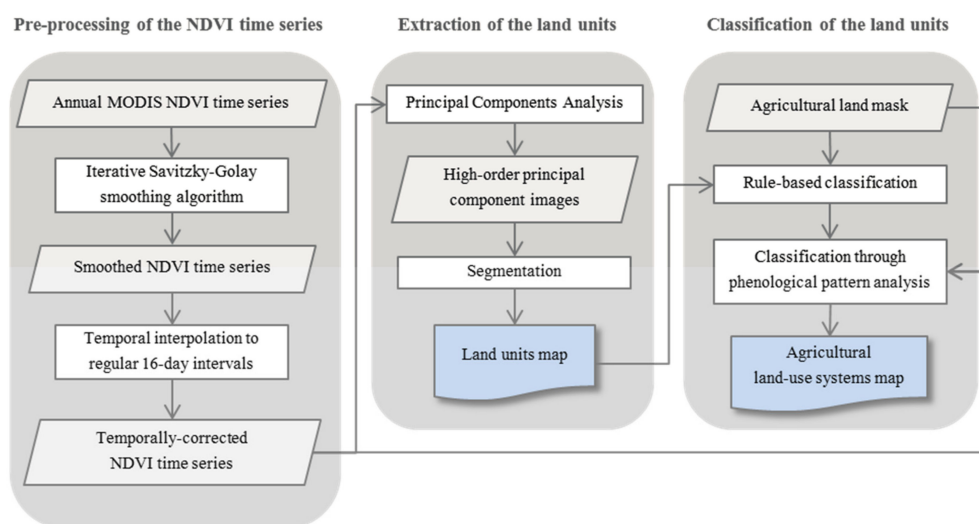 Pre-processing of the NDVI time series
Annual MODIS NDVI time series
Iterative Savitzky-Golay
smoothing algorithm
Smoothed NDVI time series
Temporal interpolation to
regular 16-day intervals
Temporally-corrected
NDVI time series
Extraction of the land units
Principal Components Analysis
High-order principal
component images
Segmentation
Land units map
Classification of the land units
Agricultural land mask
Rule-based classification
Classification through
phenological pattern analysis
Agricultural
land-use systems map